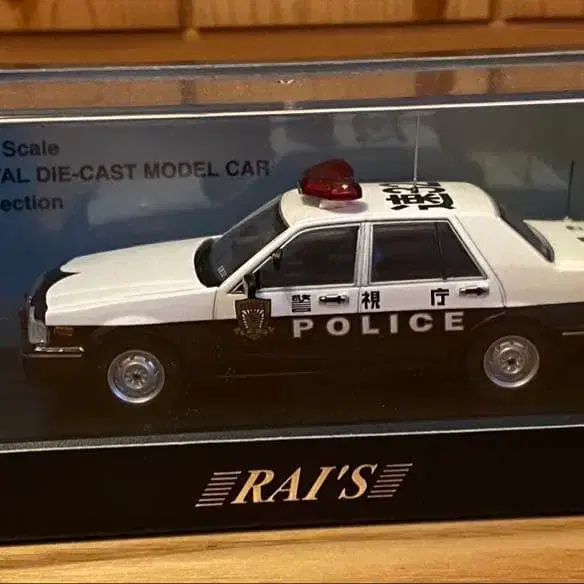 Scale
TAL DIE-CAST MODEL CAR
ection
警視庁
POLICE
RAI'S